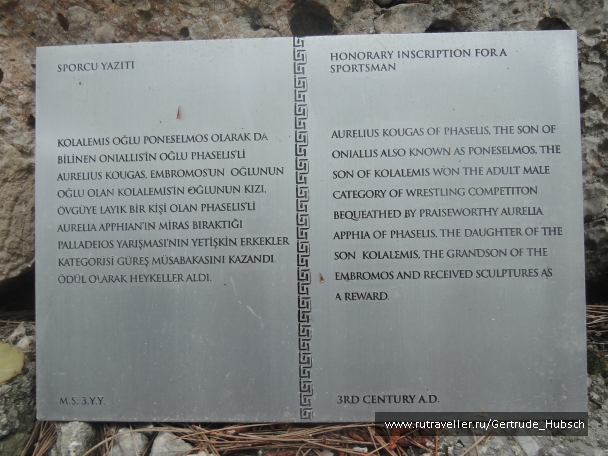 SPORCU YAZITI
KOLALEMIS OĞLU PONESELMOS OLARAK DA
BİLİNEN ONIALLIS'İN OĞLU PHASELIS'Lİ
AURELIUS KOUGAS, EMBROMOS'UN OĞLUNUN
OĞLU OLAN KOLALEMIS'İN OĞLUNUN KIZI,
ÖVGÜYE LAYIK BİR KİŞİ OLAN PHASELIS'Lİ
AURELIA APPHIA'IN MİRAS BIRAKTIĞI
PALLADEIOS YARIŞMASI'NIN YETİŞKİN ERKEKLER
KATEGORİSİ GÜREŞ MÜSABAKASINI KAZANDI.
ÖDÜL OLARAK HEYKELLER ALDI.
M.S. 3.Y.Y.
HONORARY INSCRIPTION FOR A
SPORTSMAN
AURELIUS KOUGAS OF PHASELIS, THE SON OF
ONIALLIS ALSO KNOWN AS PONESELMOS, THE
SON OF KOLALEMIS WON THE ADULT MALE
CATEGORY OF WRESTLING COMPETITON
BEQUEATHED BY PRAISEWORTHY AURELIA
APPHIA OF PHASELIS, THE DAUGHTER OF THE
SON KOLALEMIS, THE GRANDSON OF THE
EMBROMOS AND RECEIVED SCULPTURES AS
A REWARD.
3RD CENTURY A.D.
www.rutraveller.ru/Gertrude_Hubsch